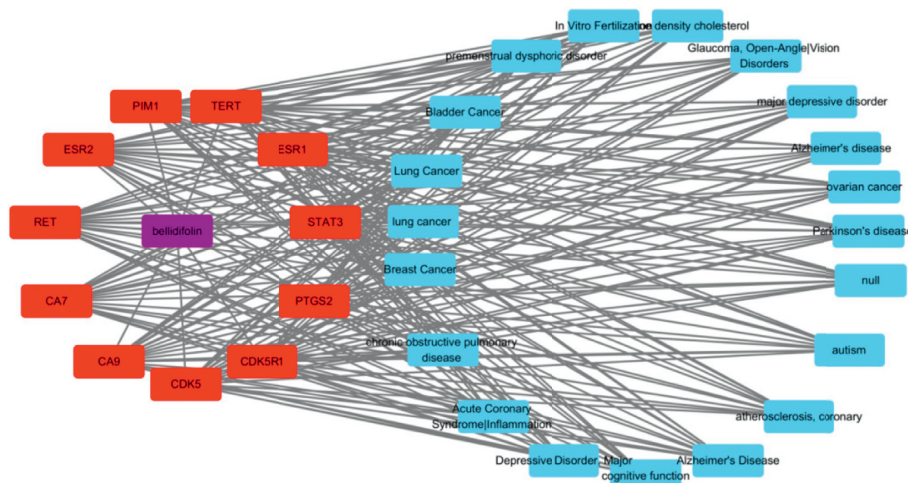 In Vitro Fertilization
density cholesterol
premenstrual dysphoric disorder
Glaucoma, Open-Angle|Vision
Disorders
PIM1
TERT
Bladder Cancer
major depressive disorder
ESR2
ESR1
Alzheimer's disease
Lung Cancer
ovarian cancer
RET
bellidifolin
STAT3
lung cancer
Parkinson's disease
Breast Cancer
null
CA7
PTGS2
chronic obstructive pulmonary
disease
autism
CA9
CDK5R1
CDK5
Acute Coronary
Syndrome|Inflammation
atherosclerosis, coronary
Depressive Disorder, Major
cognitive function
Alzheimer's Disease